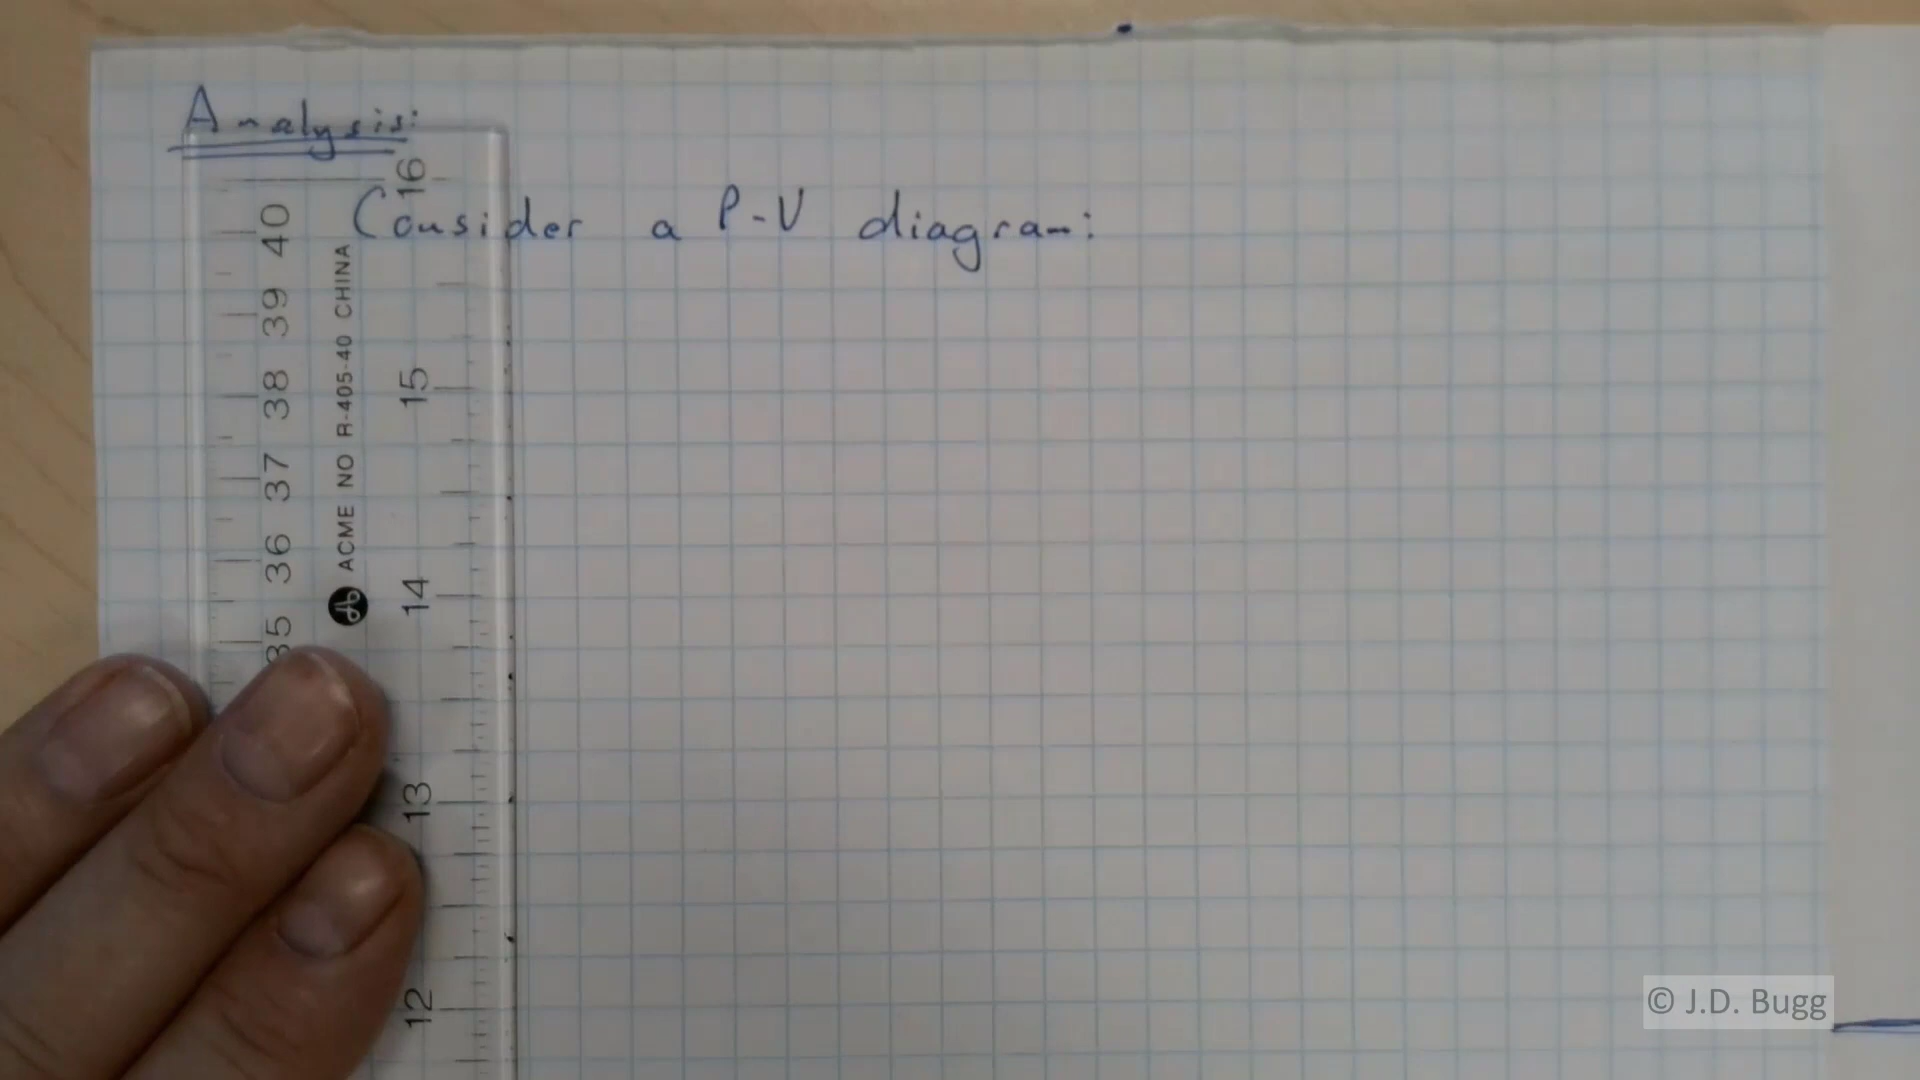 Analysis:
Consider a P-V diagram:
16
15
14
13
12
40
39
38
37
36
35
ACME NO R-405-40 CHINA
© J.D. Bugg